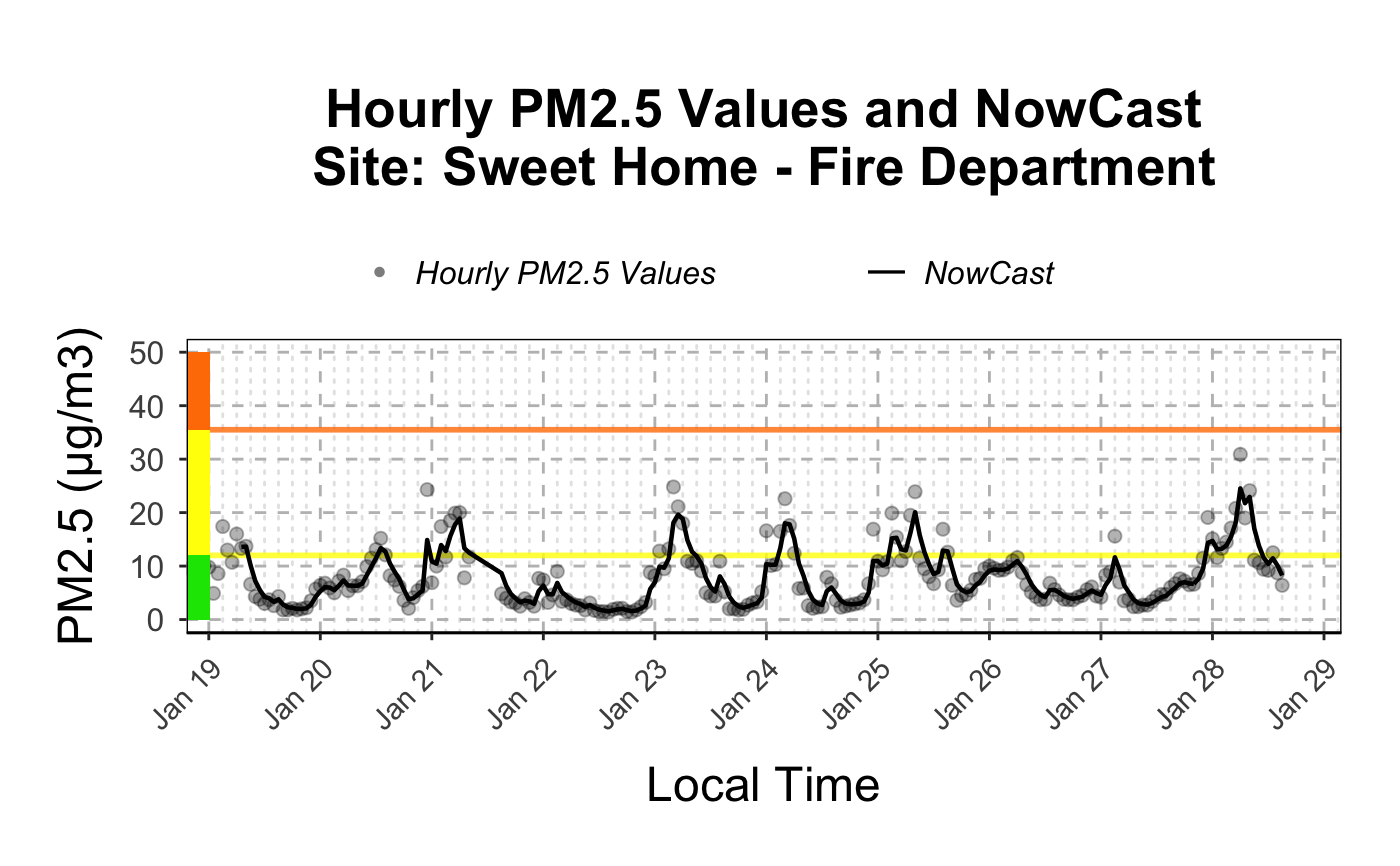 Hourly PM2.5 Values and NowCast
Site: Sweet Home - Fire Department
Hourly PM2.5 Values NowCast
PM2.5 (µg/m3)
50
40
30
20
10
0
Jan 19 Jan 20 Jan 21 Jan 22 Jan 23 Jan 24 Jan 25 Jan 26 Jan 27 Jan 28 Jan 29
Local Time